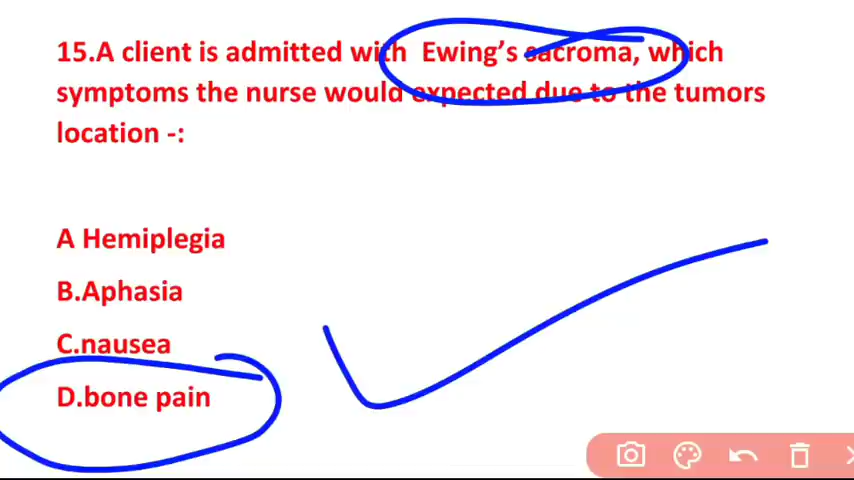 15.A client is admitted with Ewing's sacroma, which
symptoms the nurse would expected due to the tumors
location -:
A Hemiplegia
B.Aphasia
C.nausea
D.bone pain